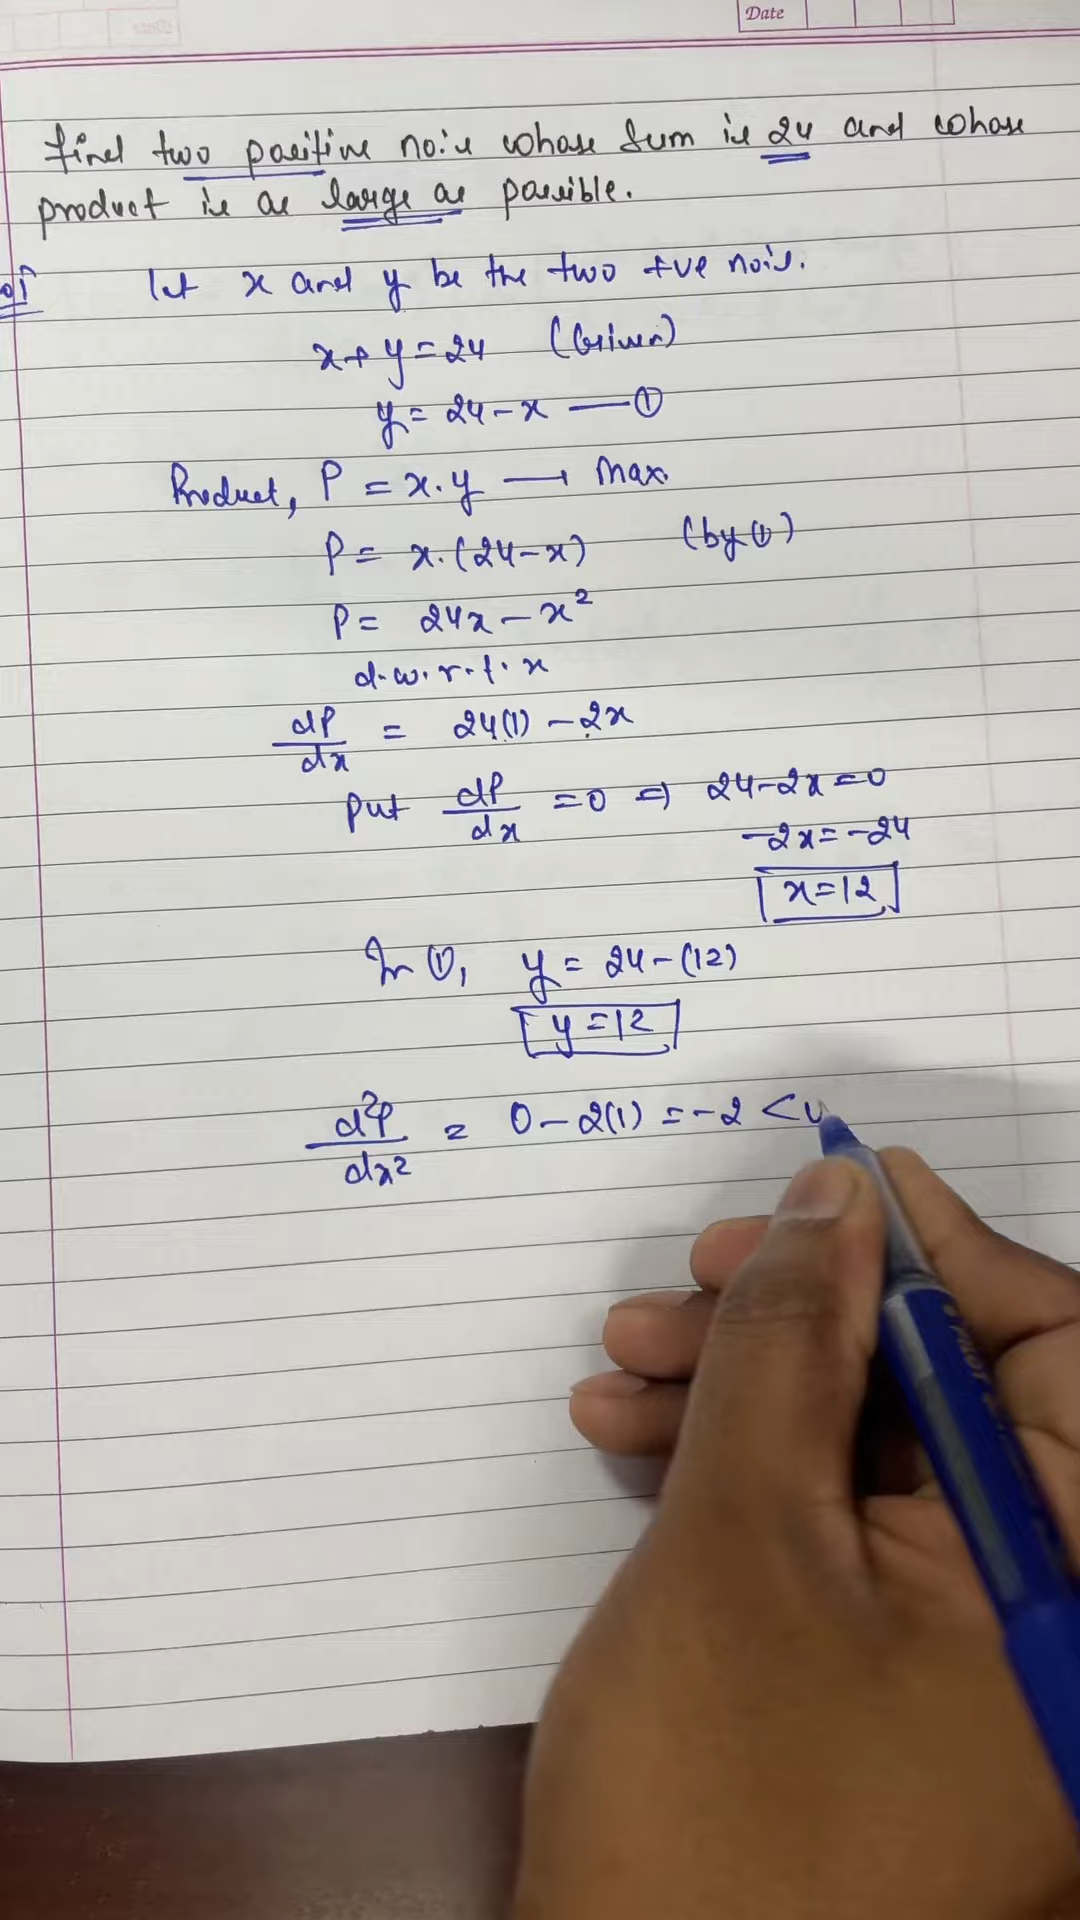 Date
find two positive no.'s whose sum is 24 and whose
product is as large as possible.
Sol
let x and y be the two +ve no.'s.
x + y = 24 (Given)
y = 24 - x — ①
Product, P = x.y → Max.
P = x.(24-x) (by ①)
P = 24x - x²
d.w.r.t. x
dP/dx = 24(1) - 2x
Put dP/dx = 0 ⇒ 24-2x=0
-2x = -24
x=12
In ①, y = 24-(12)
y=12
d²P/dx² = 0-2(1) = -2 <
PILOT